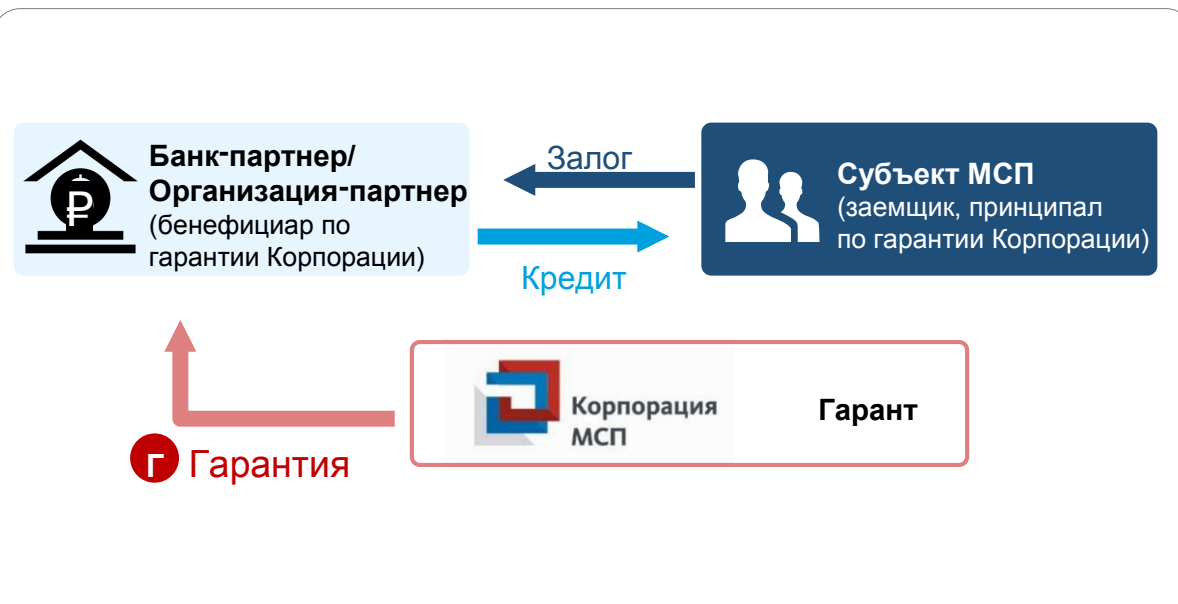 Банк-партнер/
Организация-партнер
(бенефициар по
гарантии Корпорации)
₽
Залог
Кредит
Субъект МСП
(заемщик, принципал
по гарантии Корпорации)
Корпорация
МСП
Гарант
Г Гарантия